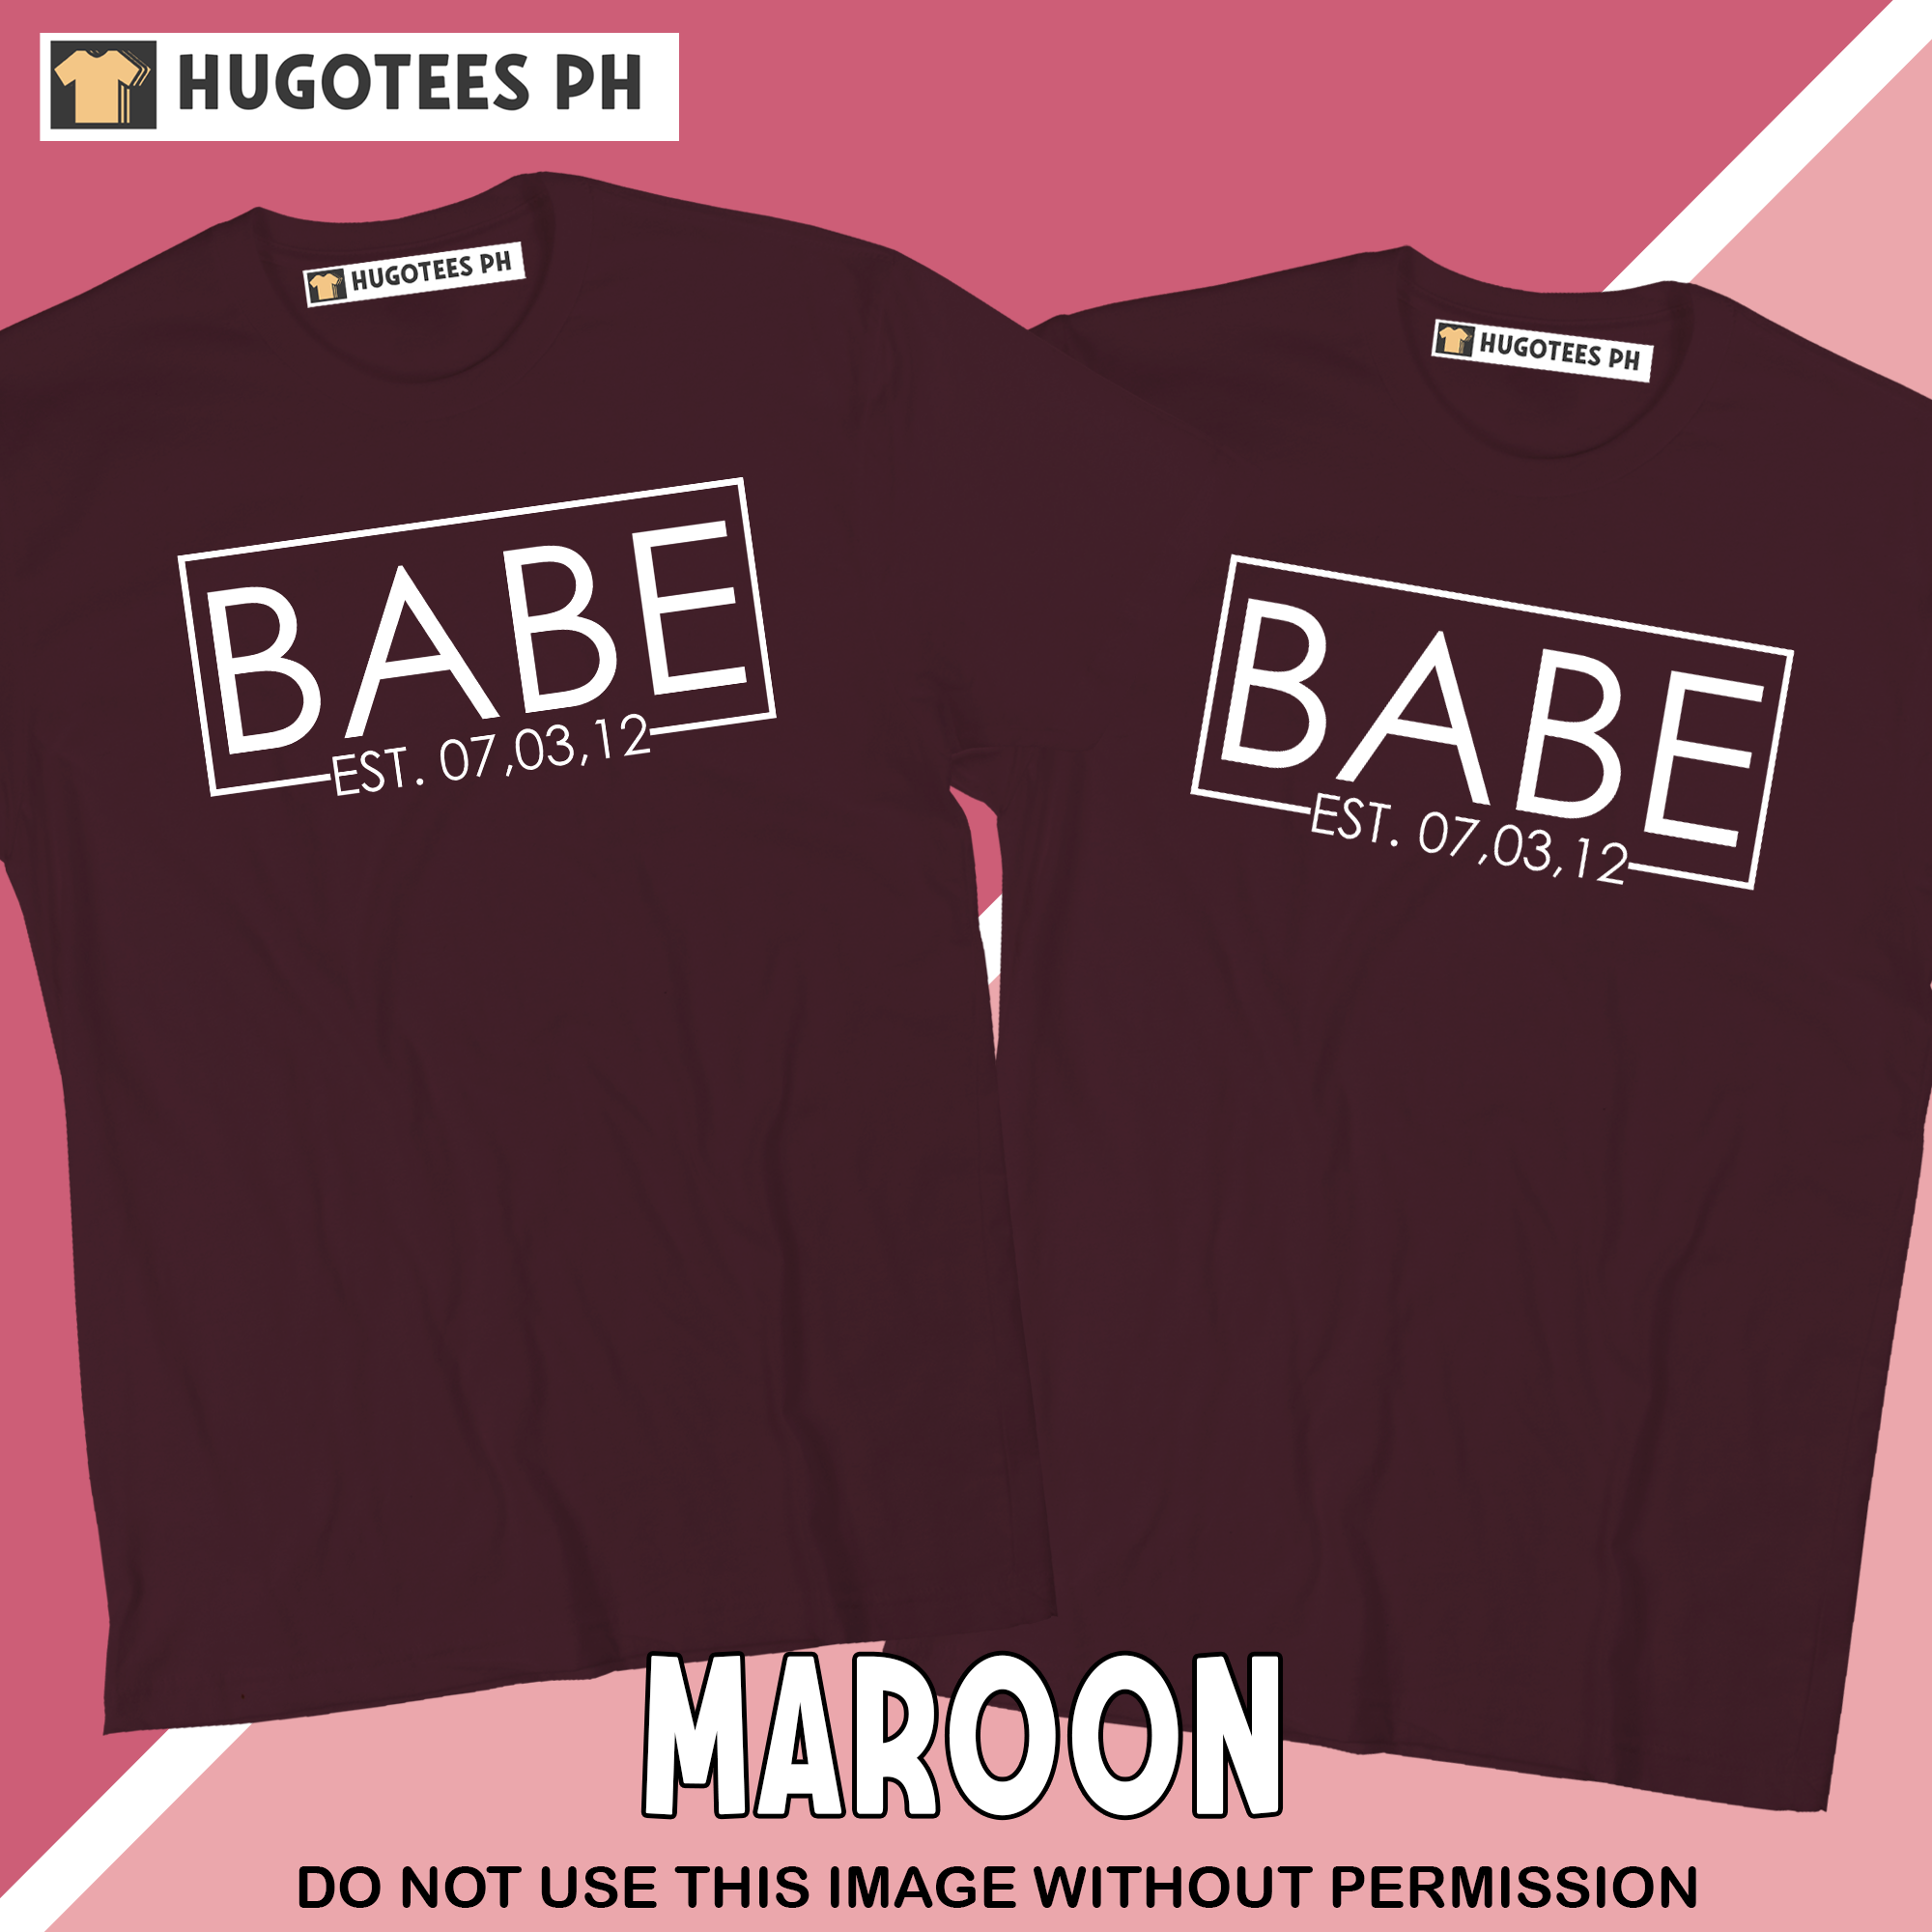 HUGOTEES PH
HUGOTEES PH
HUGOTEES PH
BABE
EST. 07,03,12
BABE
EST. 07,03,12
MAROON
DO NOT USE THIS IMAGE WITHOUT PERMISSION